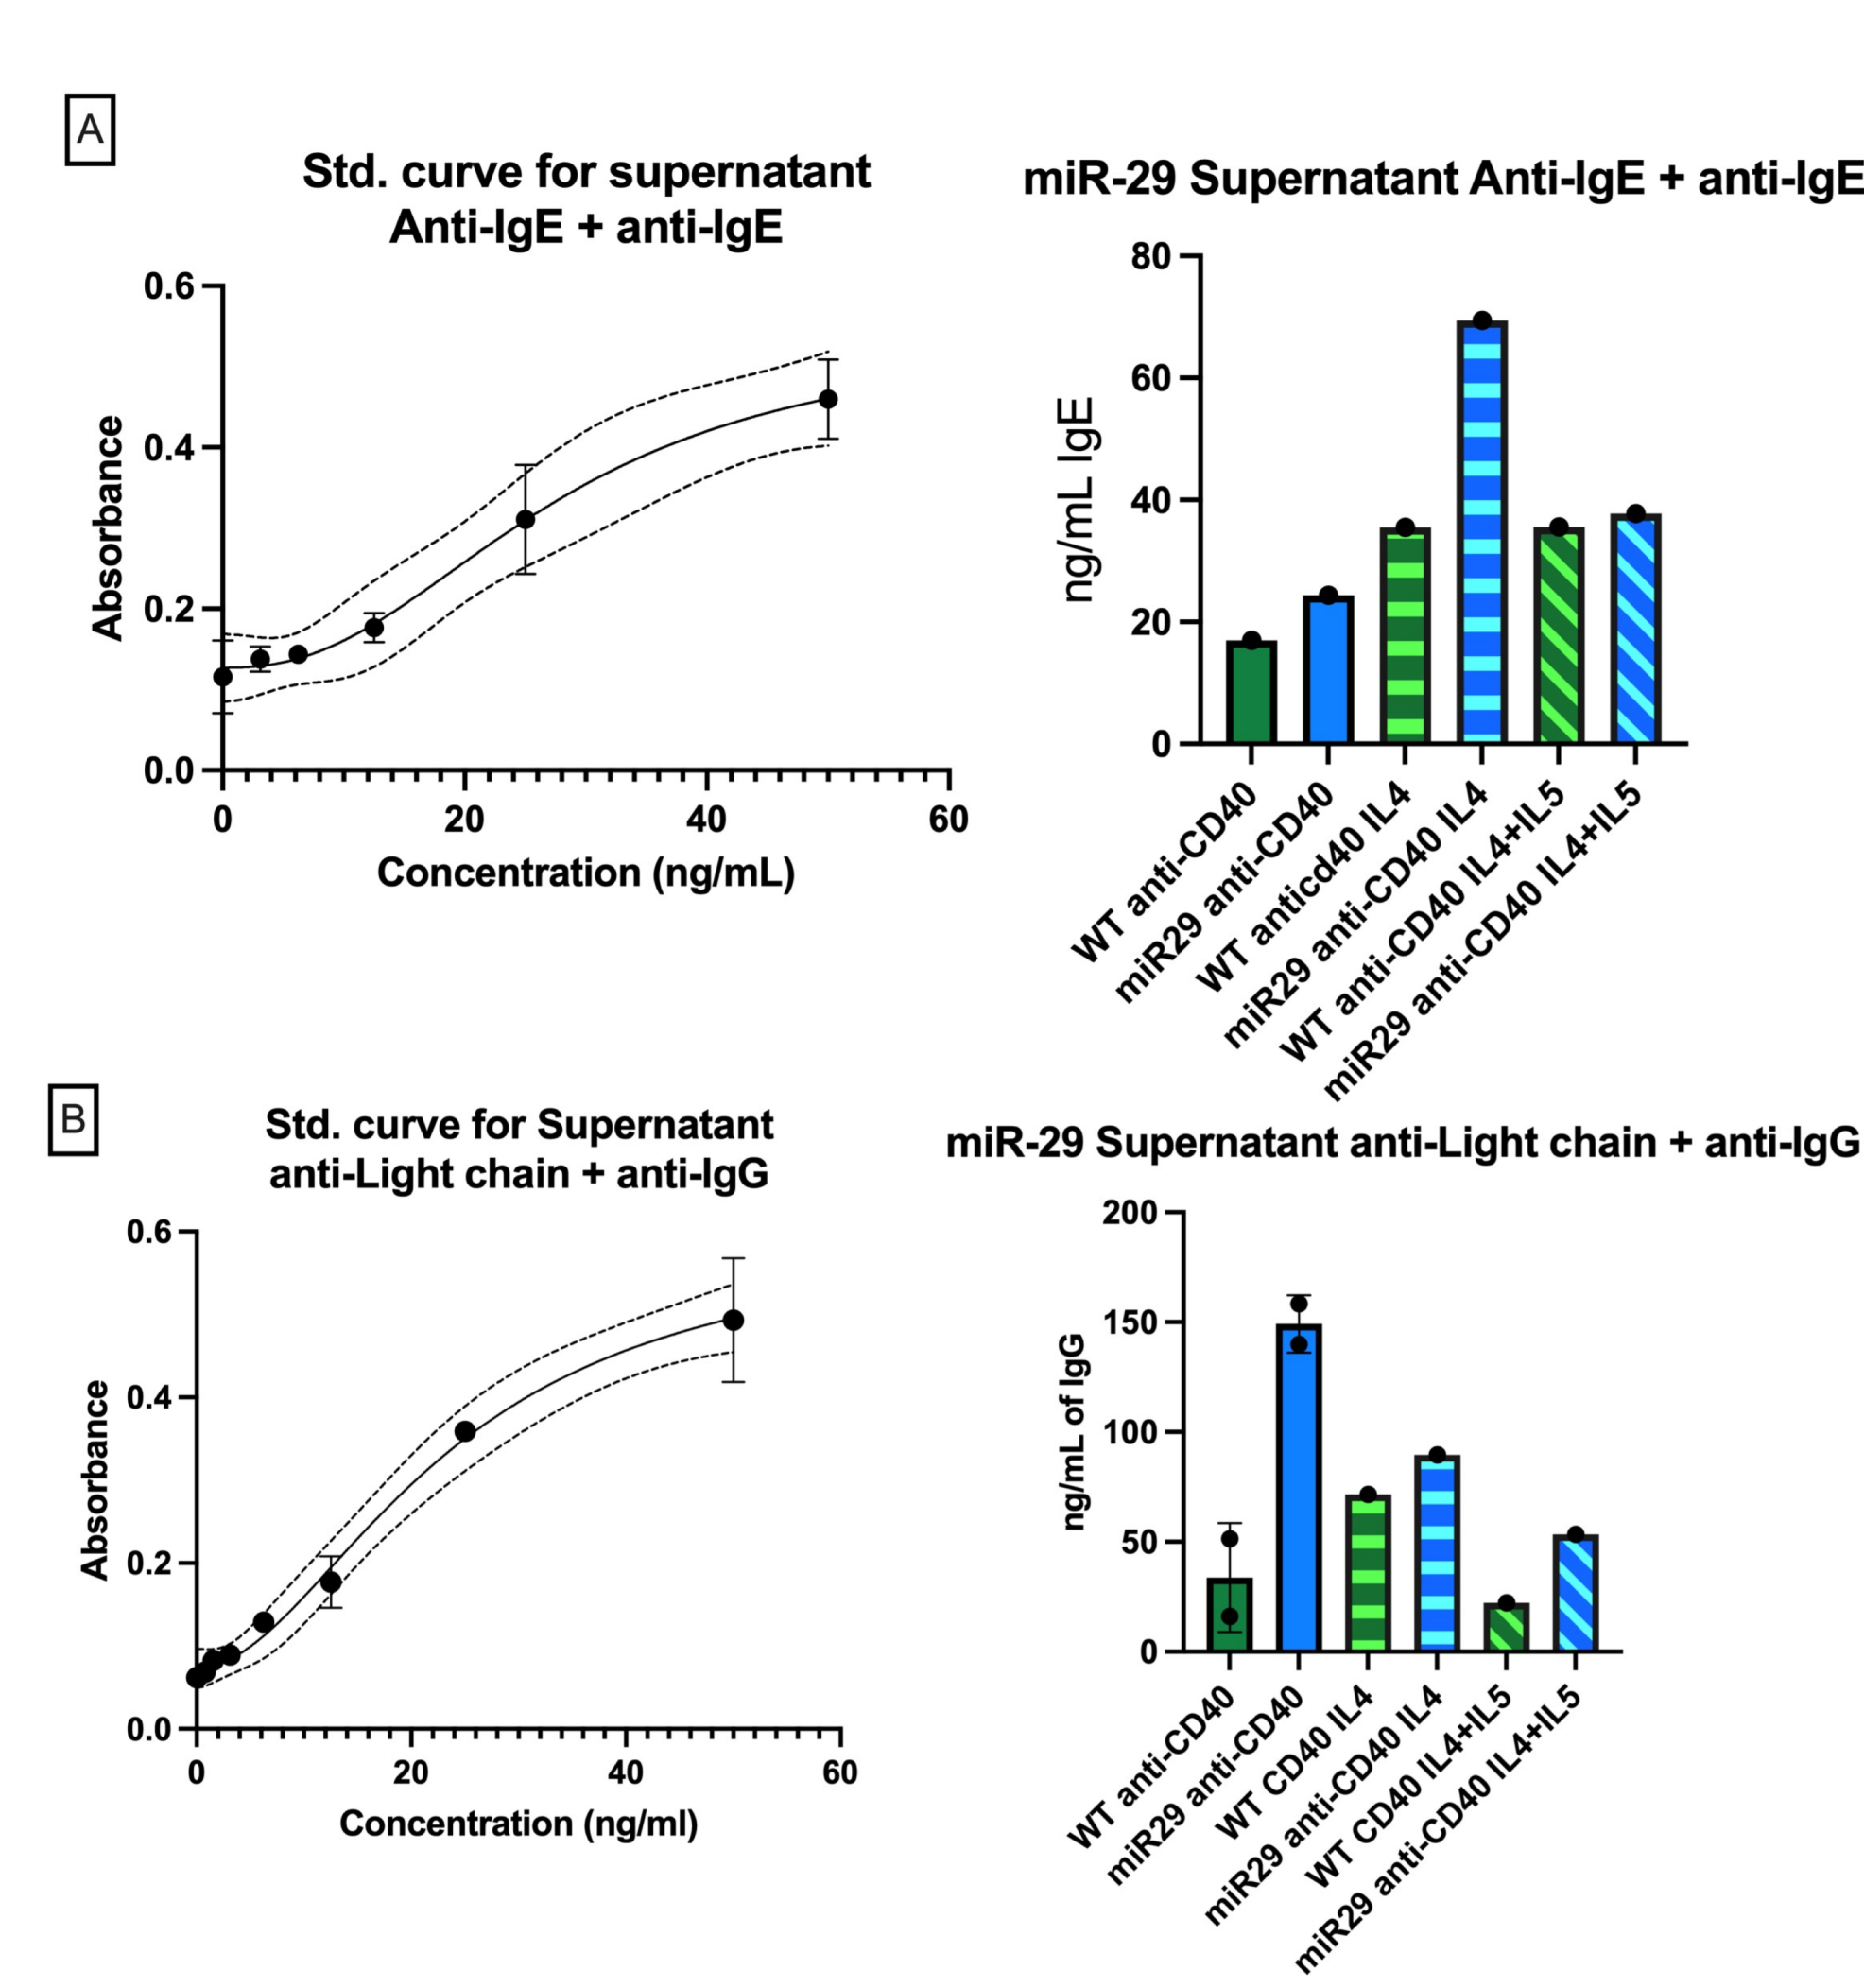 A
Std. curve for supernatant
Anti-IgE + anti-IgE
0.6
0.4
0.2
0.0
Absorbance
0
20
40
60
Concentration (ng/mL)
miR-29 Supernatant Anti-IgE + anti-IgE
80
60
40
20
0
ng/mL IgE
WT anti-CD40
miR29 anti-CD40
WT anticd40 IL4
miR29 anti-CD40 IL4
WT anti-CD40 IL4+IL5
miR29 anti-CD40 IL4+IL5
B
Std. curve for Supernatant
anti-Light chain + anti-IgG
0.6
0.4
0.2
0.0
Absorbance
0
20
40
60
Concentration (ng/ml)
miR-29 Supernatant anti-Light chain + anti-IgG
200
150
100
50
0
ng/mL of IgG
WT anti-CD40
miR29 anti-CD40
WT CD40 IL4
miR29 anti-CD40 IL4
WT CD40 IL4+IL5
miR29 anti-CD40 IL4+IL5